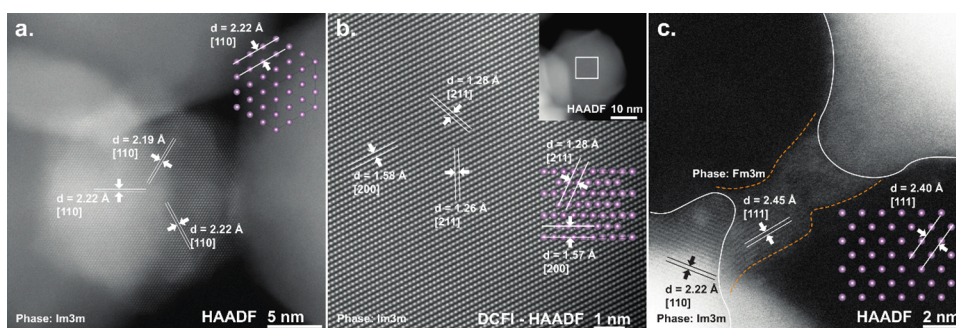 a.
d = 2.22 Å
[110]
d = 2.19 Å
[110]
d = 2.22 Å
[110]
d = 2.22 Å
[110]
Phase: Im3m
HAADF
5 nm
b.
d = 1.28 Å
[211]
HAADF
10 nm
d = 1.58 Å
[200]
d = 1.28 Å
[211]
d = 1.26 Å
[211]
d = 1.57 Å
[200]
Phase: Im3m
DCFI - HAADF
1 nm
c.
Phase: Fm3m
d = 2.45 Å
[111]
d = 2.40 Å
[111]
d = 2.22 Å
[110]
Phase: Im3m
HAADF
2 nm